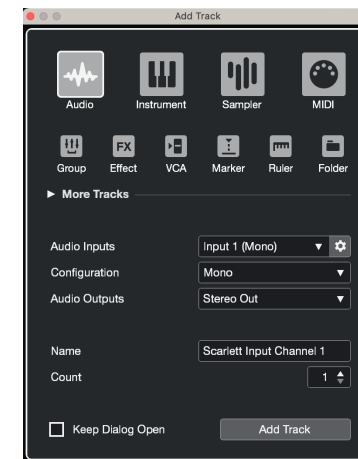 Add Track
Audio Instrument Sampler MIDI
FX
Group Effect VCA Marker Ruler Folder
More Tracks
Audio Inputs Input 1 (Mono)
Configuration Mono
Audio Outputs Stereo Out
Name Scarlett Input Channel 1
Count 1
Keep Dialog Open Add Track